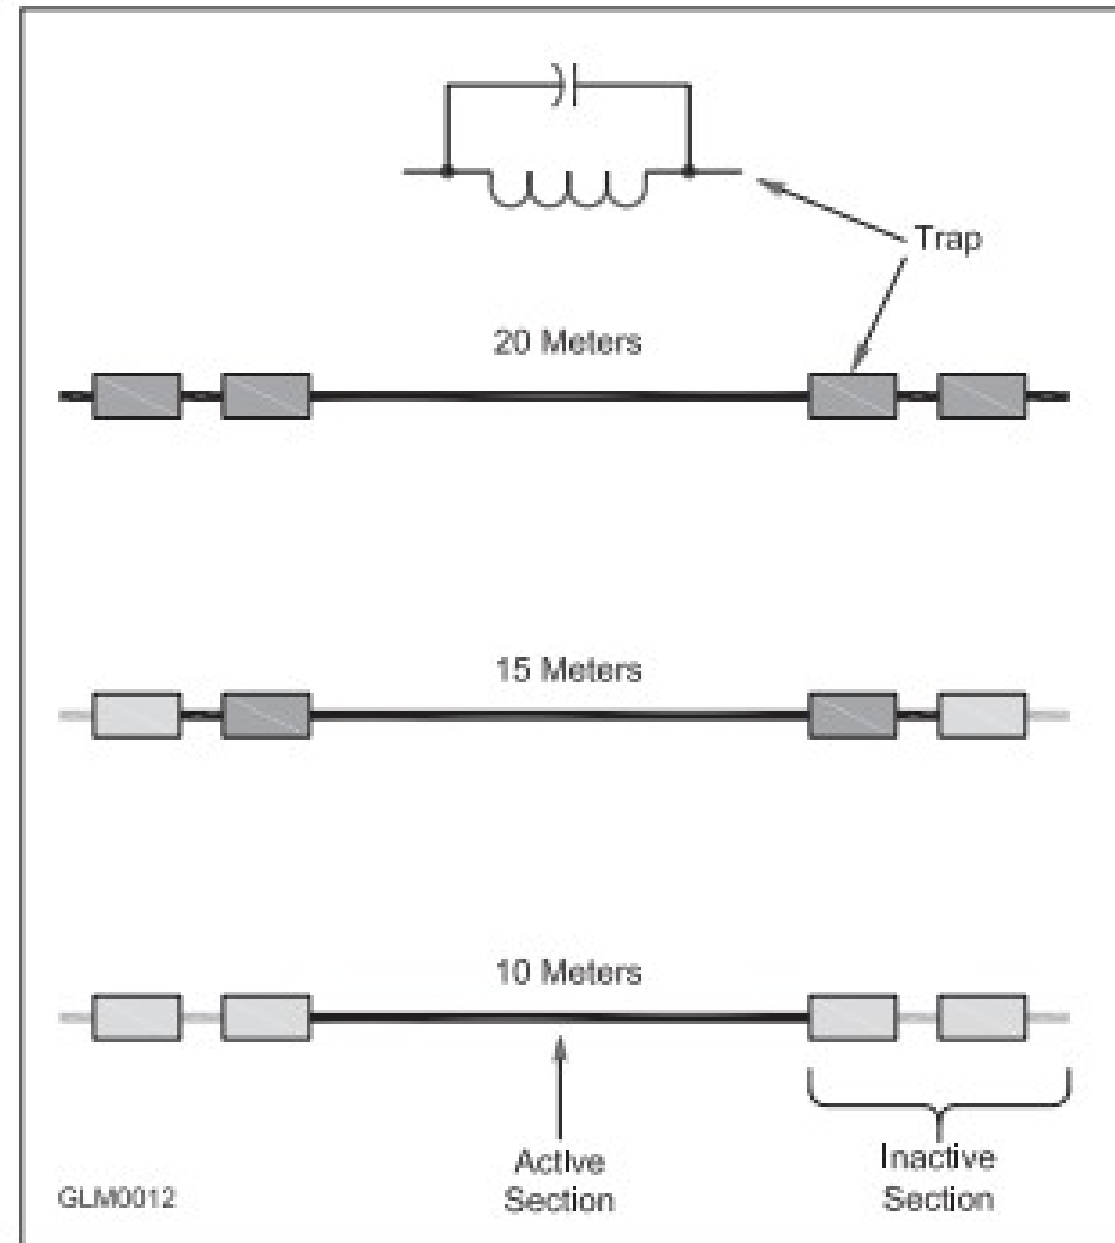 Trap
20 Meters
15 Meters
10 Meters
Active
Section
Inactive
Section
GLM0012